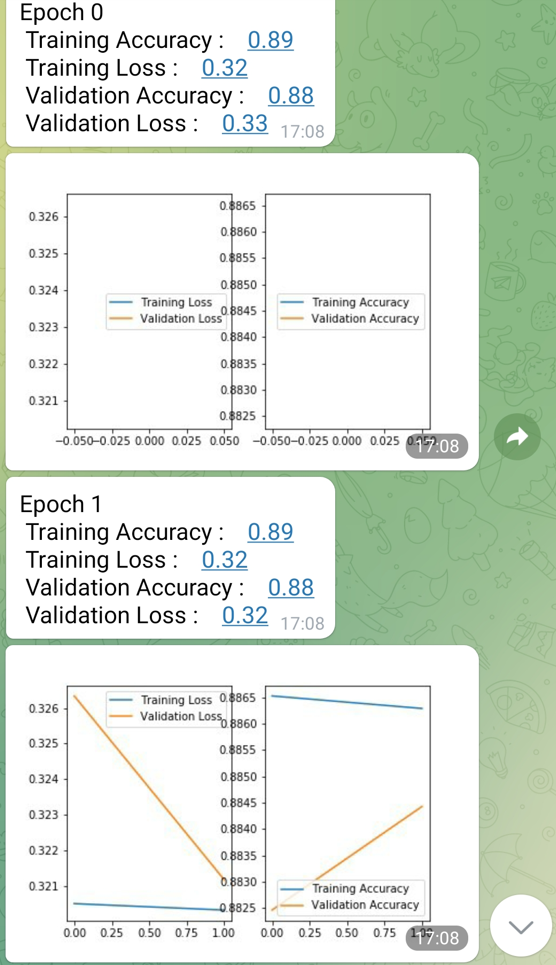 Epoch 0
Training Accuracy : 0.89
Training Loss : 0.32
Validation Accuracy : 0.88
Validation Loss : 0.33 17:08
0.326
0.325
0.324
0.323
0.322
0.321
Training Loss
Validation Loss
−0.050 −0.025 0.000 0.025 0.050
0.8865
0.8860
0.8855
0.8850
0.8845
0.8840
0.8835
0.8830
0.8825
Training Accuracy
Validation Accuracy
−0.050 −0.025 0.000 0.025 0.050
17:08
Epoch 1
Training Accuracy : 0.89
Training Loss : 0.32
Validation Accuracy : 0.88
Validation Loss : 0.32 17:08
0.326
0.325
0.324
0.323
0.322
0.321
Training Loss
Validation Loss
0.00 0.25 0.50 0.75 1.00
0.8865
0.8860
0.8855
0.8850
0.8845
0.8840
0.8835
0.8830
0.8825
Training Accuracy
Validation Accuracy
0.00 0.25 0.50 0.75 1.00
17:08